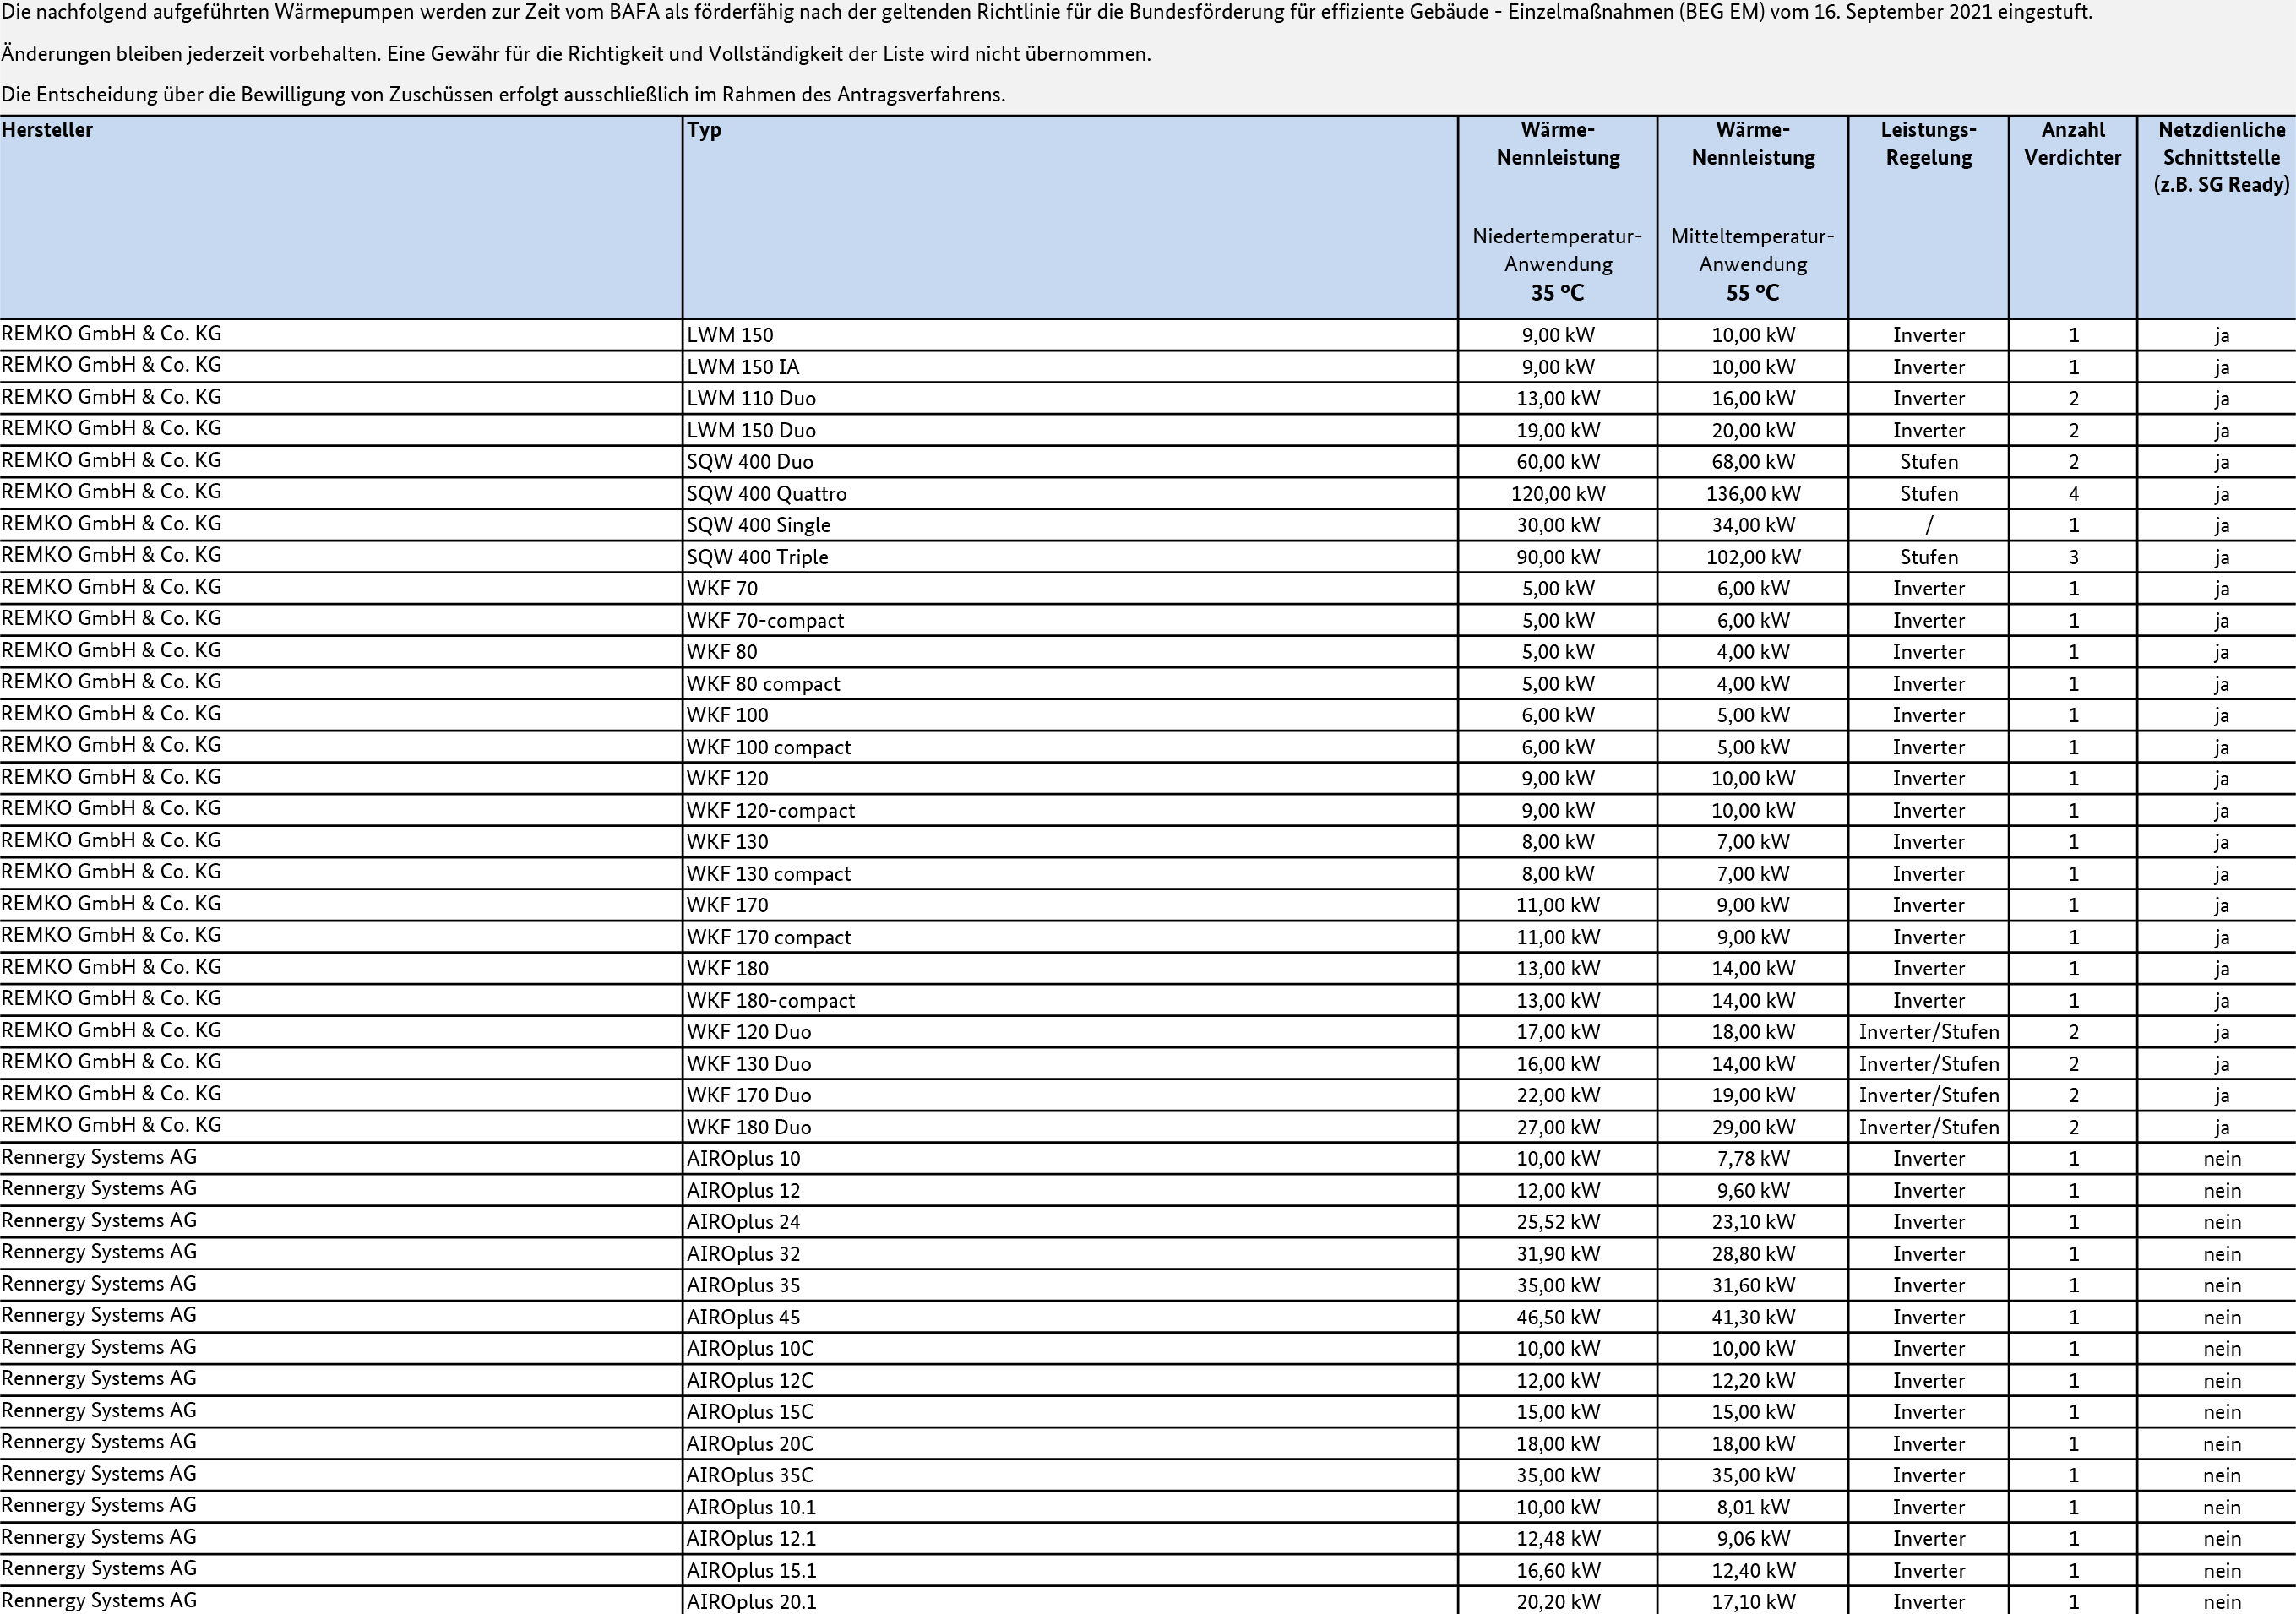 Die nachfolgend aufgeführten Wärmepumpen werden zur Zeit vom BAFA als förderfähig nach der geltenden Richtlinie für die Bundesförderung für effiziente Gebäude - Einzelmaßnahmen (BEG EM) vom 16. September 2021 eingestuft.
Änderungen bleiben jederzeit vorbehalten. Eine Gewähr für die Richtigkeit und Vollständigkeit der Liste wird nicht übernommen.
Die Entscheidung über die Bewilligung von Zuschüssen erfolgt ausschließlich im Rahmen des Antragsverfahrens.
Hersteller Typ Wärme- Wärme- Leistungs- Anzahl Netzdienliche
Nennleistung Nennleistung Regelung Verdichter Schnittstelle
(z.B. SG Ready)
Niedertemperatur- Mitteltemperatur-
Anwendung Anwendung
35 °C 55 °C
REMKO GmbH & Co. KG LWM 150 9,00 kW 10,00 kW Inverter 1 ja
REMKO GmbH & Co. KG LWM 150 IA 9,00 kW 10,00 kW Inverter 1 ja
REMKO GmbH & Co. KG LWM 110 Duo 13,00 kW 16,00 kW Inverter 2 ja
REMKO GmbH & Co. KG LWM 150 Duo 19,00 kW 20,00 kW Inverter 2 ja
REMKO GmbH & Co. KG SQW 400 Duo 60,00 kW 68,00 kW Stufen 2 ja
REMKO GmbH & Co. KG SQW 400 Quattro 120,00 kW 136,00 kW Stufen 4 ja
REMKO GmbH & Co. KG SQW 400 Single 30,00 kW 34,00 kW / 1 ja
REMKO GmbH & Co. KG SQW 400 Triple 90,00 kW 102,00 kW Stufen 3 ja
REMKO GmbH & Co. KG WKF 70 5,00 kW 6,00 kW Inverter 1 ja
REMKO GmbH & Co. KG WKF 70-compact 5,00 kW 6,00 kW Inverter 1 ja
REMKO GmbH & Co. KG WKF 80 5,00 kW 4,00 kW Inverter 1 ja
REMKO GmbH & Co. KG WKF 80 compact 5,00 kW 4,00 kW Inverter 1 ja
REMKO GmbH & Co. KG WKF 100 6,00 kW 5,00 kW Inverter 1 ja
REMKO GmbH & Co. KG WKF 100 compact 6,00 kW 5,00 kW Inverter 1 ja
REMKO GmbH & Co. KG WKF 120 9,00 kW 10,00 kW Inverter 1 ja
REMKO GmbH & Co. KG WKF 120-compact 9,00 kW 10,00 kW Inverter 1 ja
REMKO GmbH & Co. KG WKF 130 8,00 kW 7,00 kW Inverter 1 ja
REMKO GmbH & Co. KG WKF 130 compact 8,00 kW 7,00 kW Inverter 1 ja
REMKO GmbH & Co. KG WKF 170 11,00 kW 9,00 kW Inverter 1 ja
REMKO GmbH & Co. KG WKF 170 compact 11,00 kW 9,00 kW Inverter 1 ja
REMKO GmbH & Co. KG WKF 180 13,00 kW 14,00 kW Inverter 1 ja
REMKO GmbH & Co. KG WKF 180-compact 13,00 kW 14,00 kW Inverter 1 ja
REMKO GmbH & Co. KG WKF 120 Duo 17,00 kW 18,00 kW Inverter/Stufen 2 ja
REMKO GmbH & Co. KG WKF 130 Duo 16,00 kW 14,00 kW Inverter/Stufen 2 ja
REMKO GmbH & Co. KG WKF 170 Duo 22,00 kW 19,00 kW Inverter/Stufen 2 ja
REMKO GmbH & Co. KG WKF 180 Duo 27,00 kW 29,00 kW Inverter/Stufen 2 ja
Rennergy Systems AG AIROplus 10 10,00 kW 7,78 kW Inverter 1 nein
Rennergy Systems AG AIROplus 12 12,00 kW 9,60 kW Inverter 1 nein
Rennergy Systems AG AIROplus 24 25,52 kW 23,10 kW Inverter 1 nein
Rennergy Systems AG AIROplus 32 31,90 kW 28,80 kW Inverter 1 nein
Rennergy Systems AG AIROplus 35 35,00 kW 31,60 kW Inverter 1 nein
Rennergy Systems AG AIROplus 45 46,50 kW 41,30 kW Inverter 1 nein
Rennergy Systems AG AIROplus 10C 10,00 kW 10,00 kW Inverter 1 nein
Rennergy Systems AG AIROplus 12C 12,00 kW 12,20 kW Inverter 1 nein
Rennergy Systems AG AIROplus 15C 15,00 kW 15,00 kW Inverter 1 nein
Rennergy Systems AG AIROplus 20C 18,00 kW 18,00 kW Inverter 1 nein
Rennergy Systems AG AIROplus 35C 35,00 kW 35,00 kW Inverter 1 nein
Rennergy Systems AG AIROplus 10.1 10,00 kW 8,01 kW Inverter 1 nein
Rennergy Systems AG AIROplus 12.1 12,48 kW 9,06 kW Inverter 1 nein
Rennergy Systems AG AIROplus 15.1 16,60 kW 12,40 kW Inverter 1 nein
Rennergy Systems AG AIROplus 20.1 20,20 kW 17,10 kW Inverter 1 nein